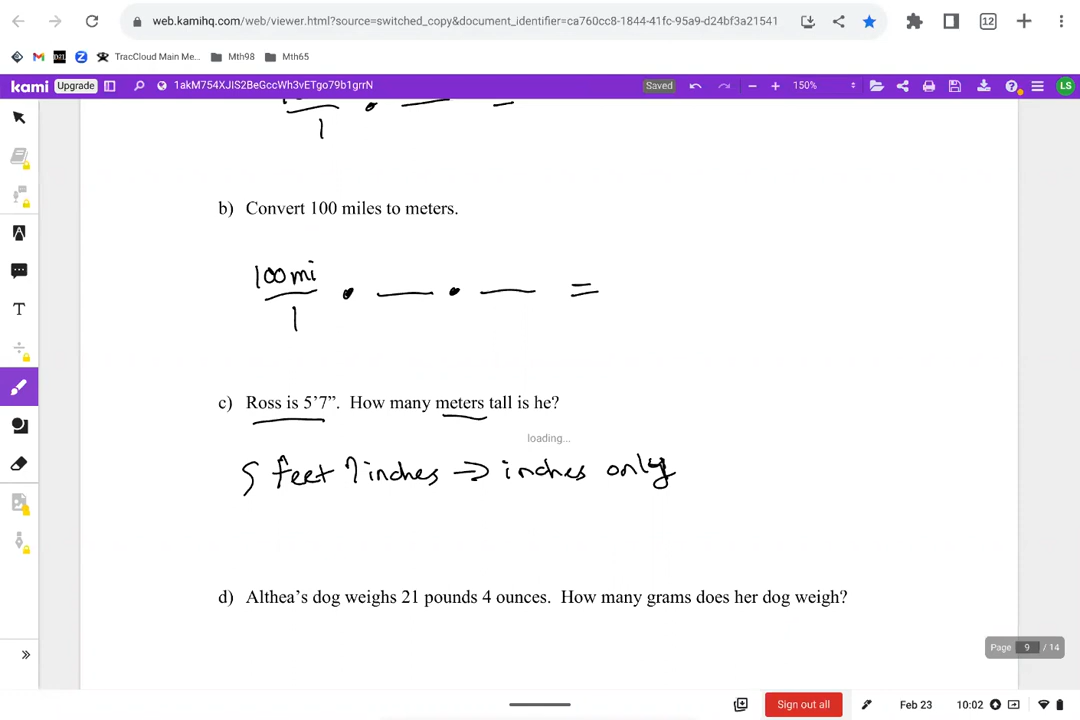 web.kamihq.com/web/viewer.html?source=switched_copy&document_identifier=ca760cc8-1844-41fc-95a9-d24bf3a21541
12
TracCloud Main Me...
Mth98
Mth65
kami
Upgrade
1akM754XJIS2BeGccWh3vETgo79b1grrN
Saved
150%
LS
1
b) Convert 100 miles to meters.
100 mi
1
=
c) Ross is 5’7”. How many meters tall is he?
loading...
5 feet 7 inches → inches only
d) Althea’s dog weighs 21 pounds 4 ounces. How many grams does her dog weigh?
Page 9 / 14
Sign out all
Feb 23
10:02